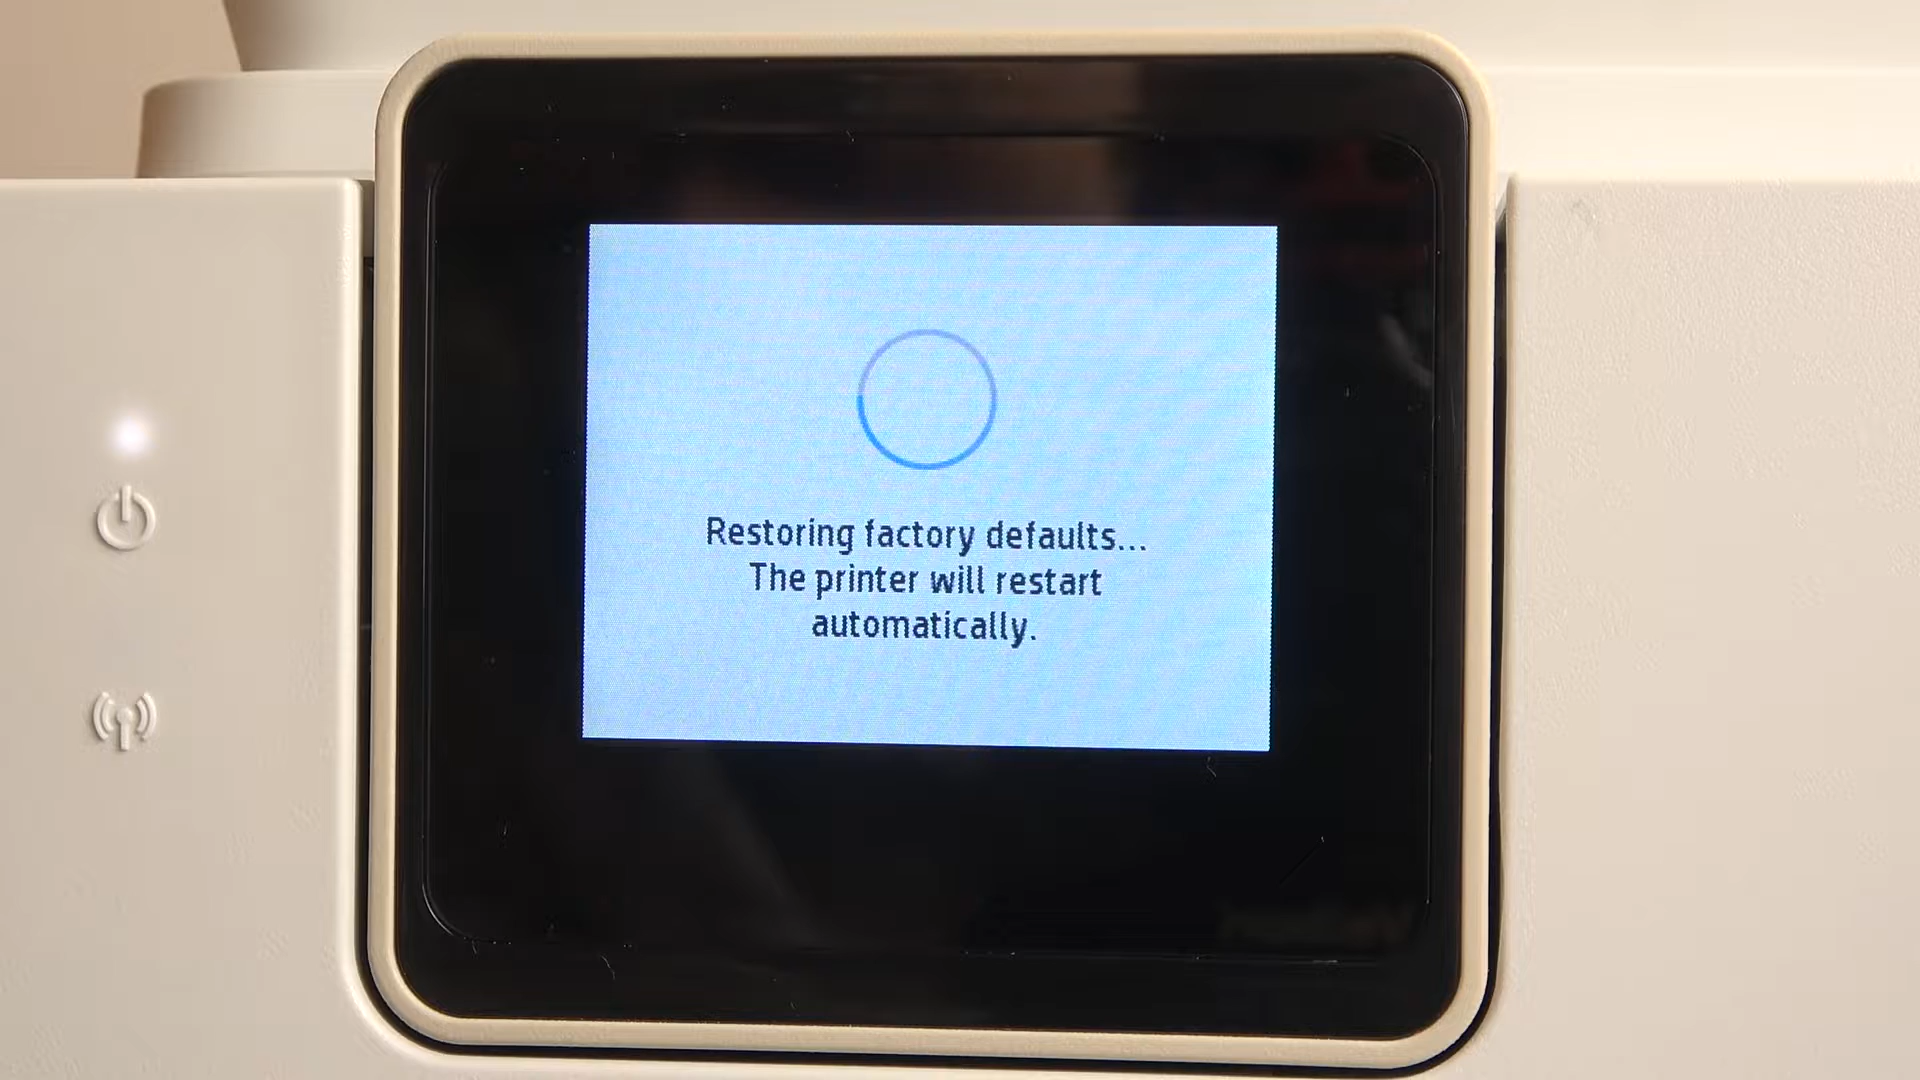 Restoring factory defaults...
The printer will restart
automatically.